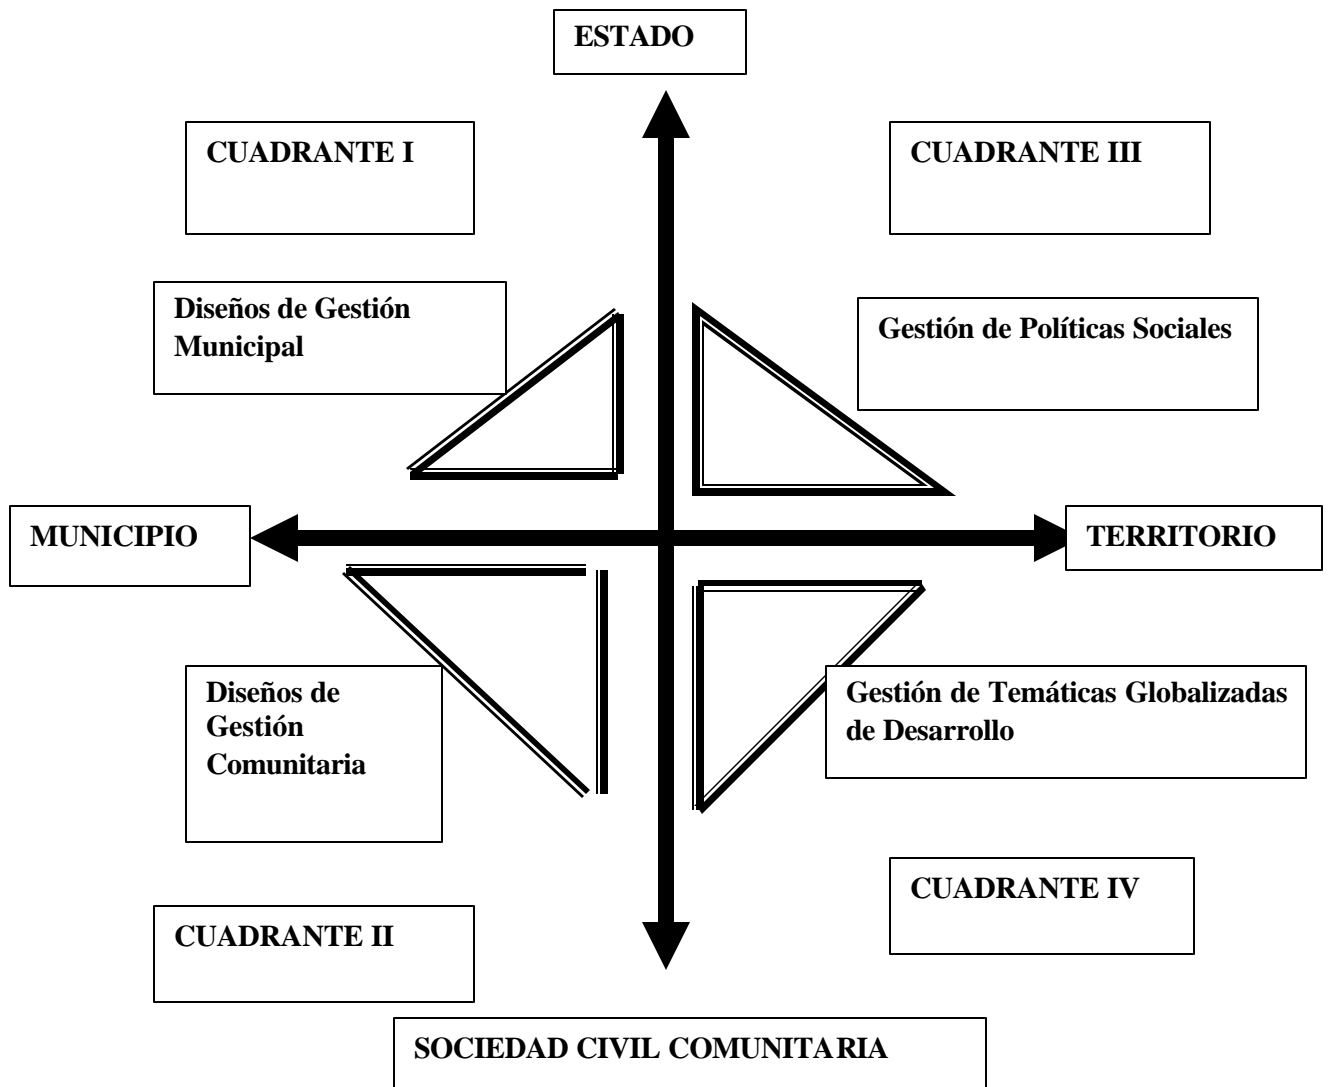 ESTADO
CUADRANTE I
CUADRANTE III
Diseños de Gestión
Municipal
Gestión de Políticas Sociales
MUNICIPIO
TERRITORIO
Diseños de
Gestión
Comunitaria
Gestión de Temáticas Globalizadas
de Desarrollo
CUADRANTE IV
CUADRANTE II
SOCIEDAD CIVIL COMUNITARIA